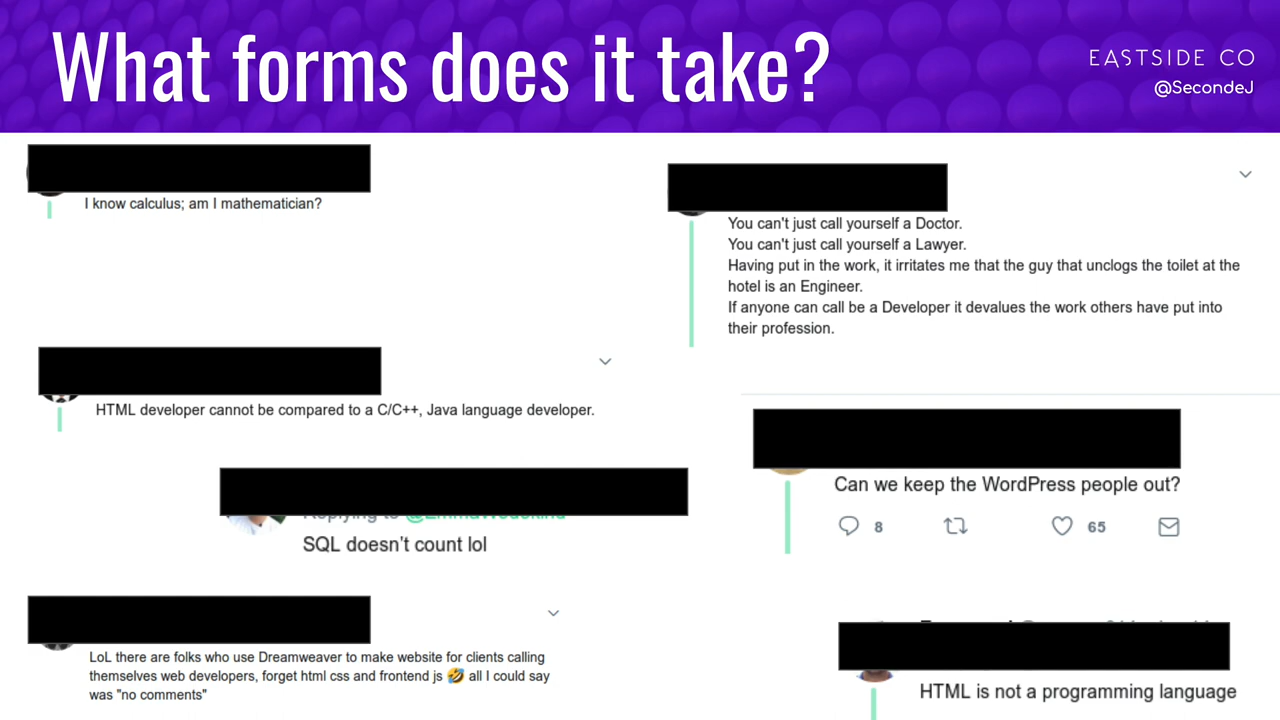 What forms does it take?
EASTSIDE CO
@SecondeJ
I know calculus; am I mathematician?
You can't just call yourself a Doctor.
You can't just call yourself a Lawyer.
Having put in the work, it irritates me that the guy that unclogs the toilet at the
hotel is an Engineer.
If anyone can call be a Developer it devalues the work others have put into
their profession.
HTML developer cannot be compared to a C/C++, Java language developer.
Can we keep the WordPress people out?
8 65
Replying to
SQL doesn't count lol
LoL there are folks who use Dreamweaver to make website for clients calling
themselves web developers, forget html css and frontend js 🤣 all I could say
was "no comments"
HTML is not a programming language